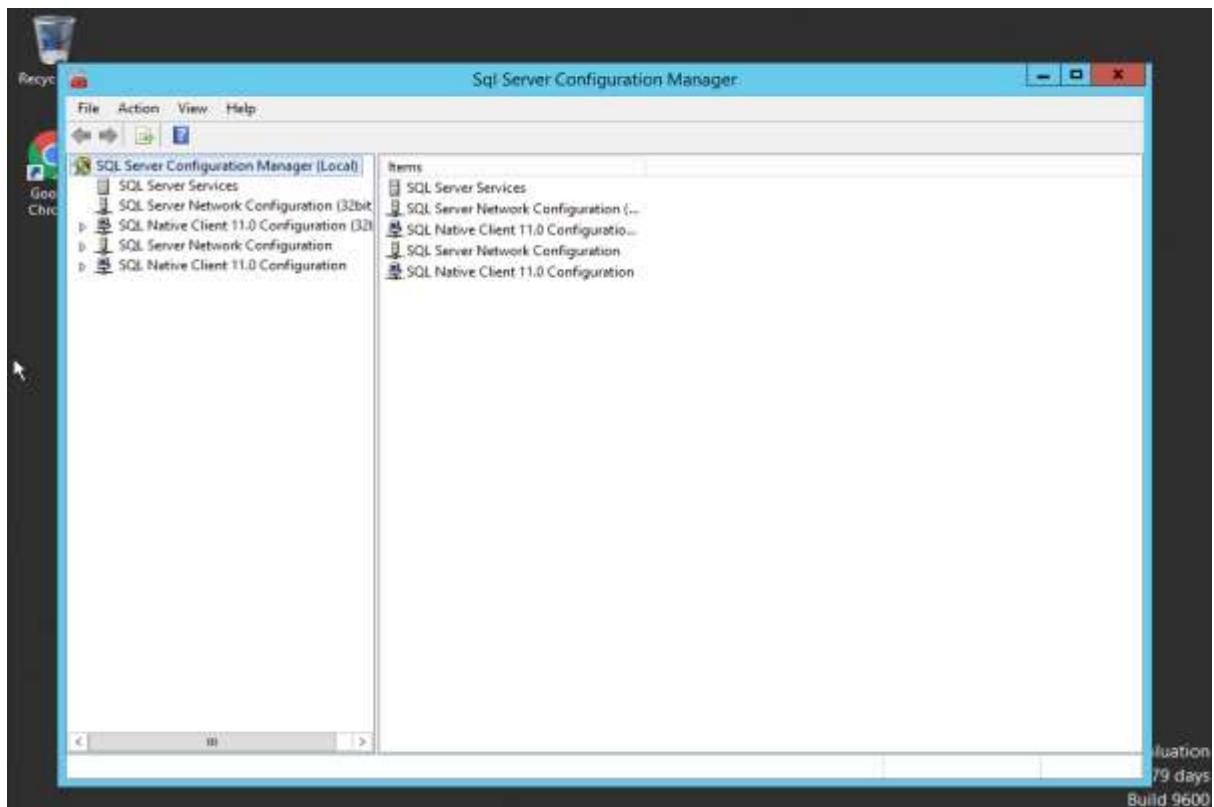 Recyc
Sql Server Configuration Manager
File Action View Help
Goo
Chro
SQL Server Configuration Manager (Local)
SQL Server Services
SQL Server Network Configuration (32bit
SQL Native Client 11.0 Configuration (32
SQL Server Network Configuration
SQL Native Client 11.0 Configuration
Items
SQL Server Services
SQL Server Network Configuration (...
SQL Native Client 11.0 Configuratio...
SQL Server Network Configuration
SQL Native Client 11.0 Configuration
luation
79 days
Build 9600